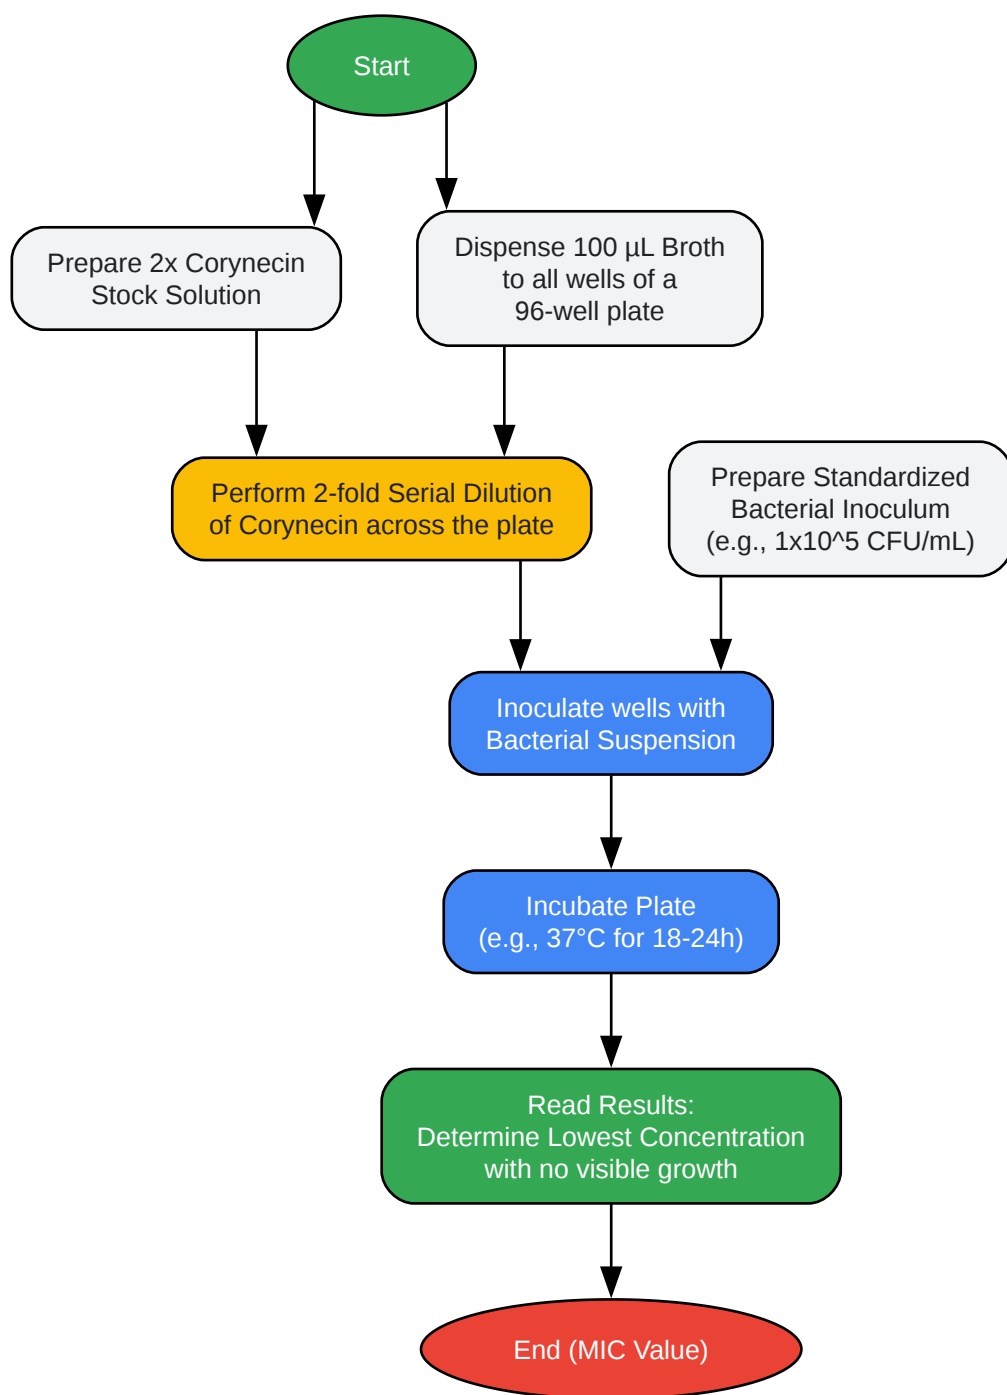 Start
Prepare 2x Corynecin
Stock Solution
Dispense 100 µL Broth
to all wells of a
96-well plate
Perform 2-fold Serial Dilution
of Corynecin across the plate
Prepare Standardized
Bacterial Inoculum
(e.g., 1x10^5 CFU/mL)
Inoculate wells with
Bacterial Suspension
Incubate Plate
(e.g., 37°C for 18-24h)
Read Results:
Determine Lowest Concentration
with no visible growth
End (MIC Value)